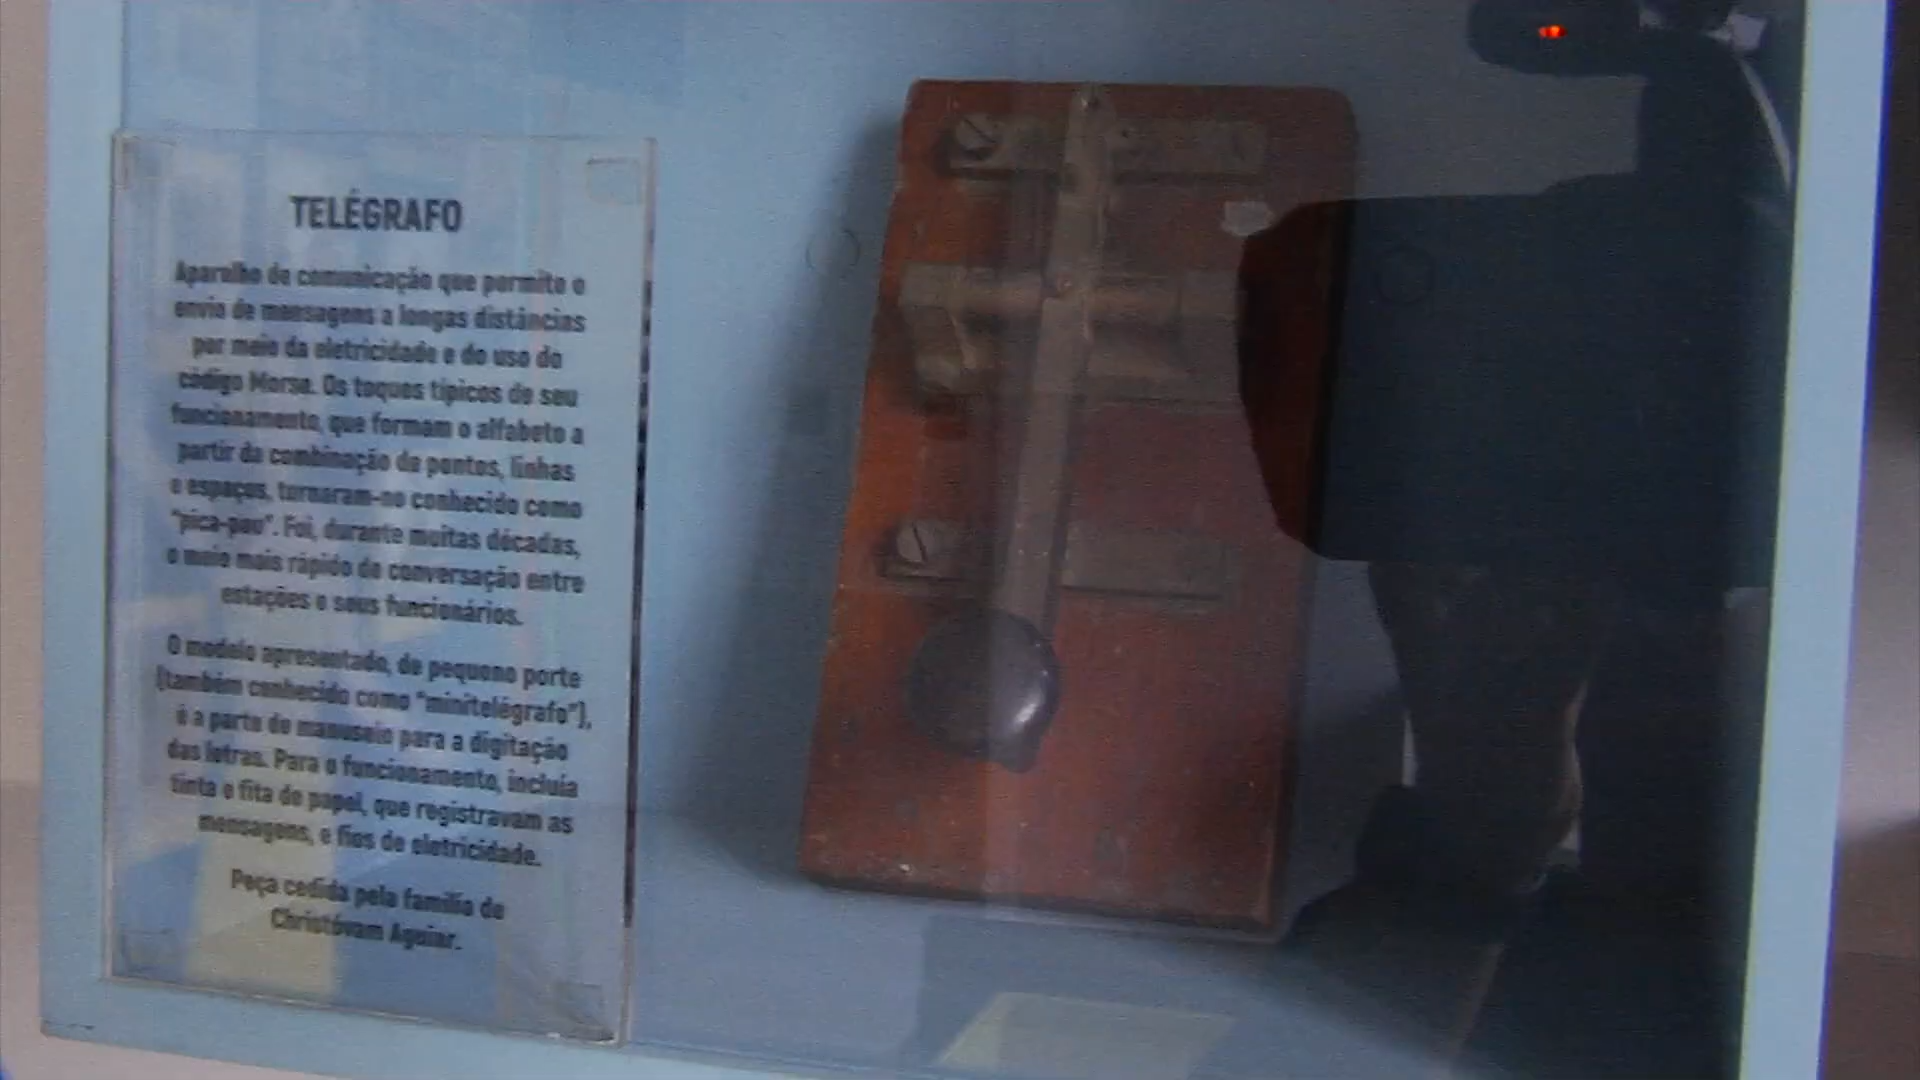 TELÉGRAFO
Aparelho de comunicação que permite o
envio de mensagens a longas distâncias
por meio da eletricidade e do uso do
código Morse. Os toques típicos de seu
funcionamento, que formam o alfabeto a
partir da combinação de pontos, linhas
e espaços, tornaram-no conhecido como
"pica-pau". Foi, durante muitas décadas,
o meio mais rápido de conversação entre
estações e seus funcionários.
O modelo apresentado, de pequeno porte
(também conhecido como "minitelégrafo"),
é a parte de manuseio para a digitação
das letras. Para o funcionamento, incluía
tinta e fita de papel, que registravam as
mensagens, e fios de eletricidade.
Peça cedida pela família de
Christóvam Aguiar.